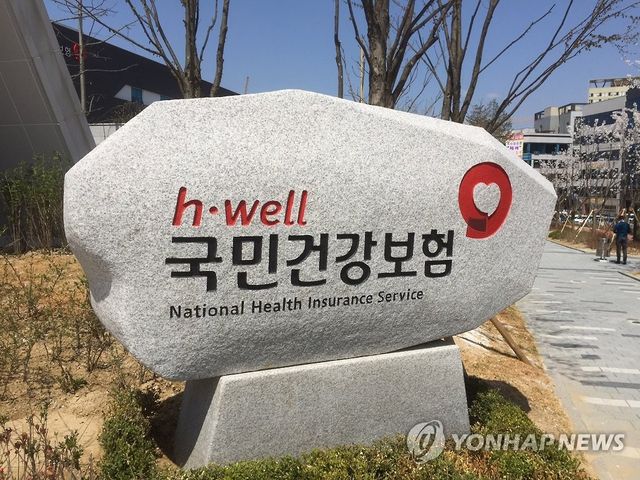 h·well
국민건강보험
National Health Insurance Service
YONHAP NEWS